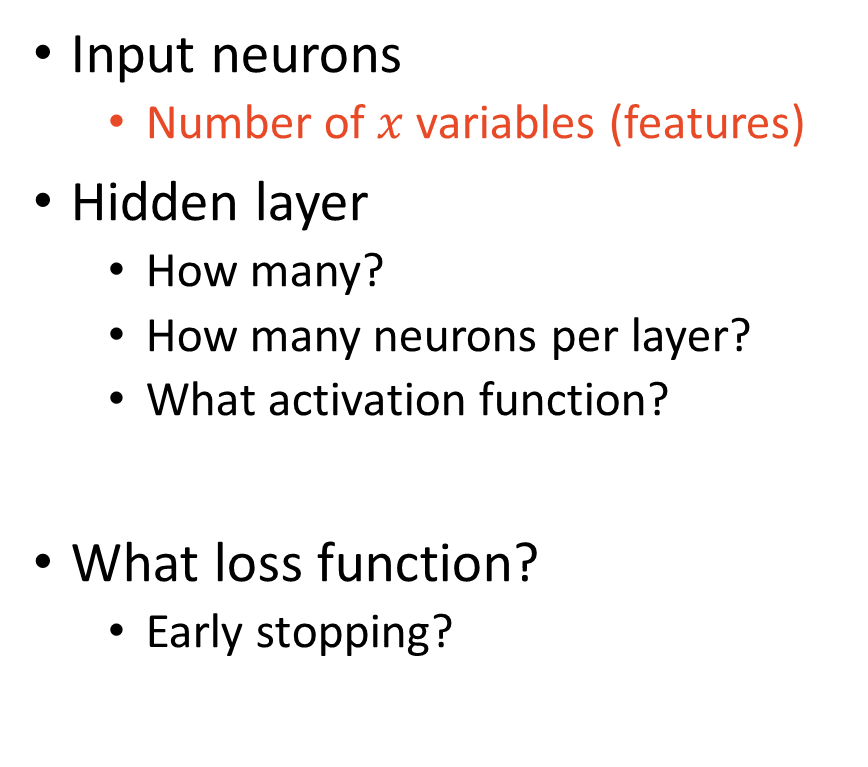 • Input neurons
• Number of x variables (features)
• Hidden layer
• How many?
• How many neurons per layer?
• What activation function?
• What loss function?
• Early stopping?